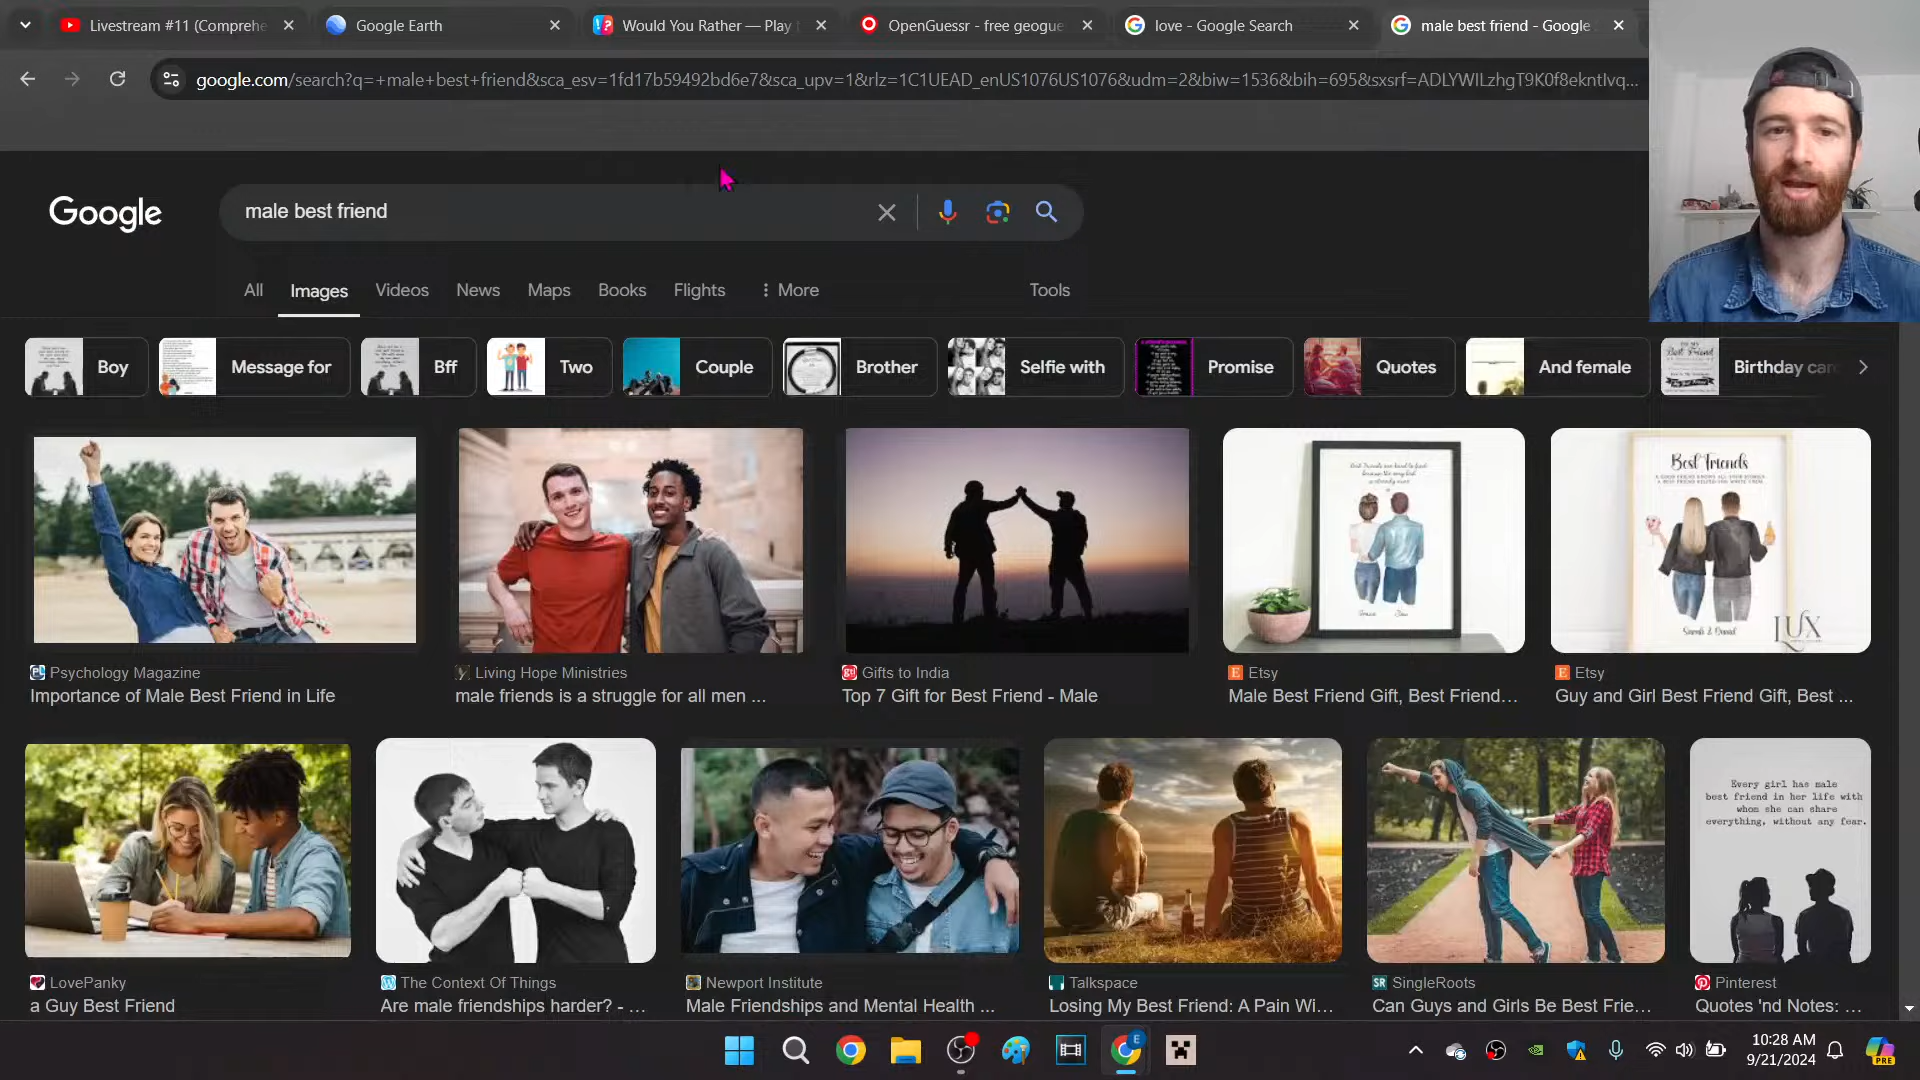 Livestream #11 (Comprehe
Google Earth
Would You Rather — Play
OpenGuessr - free geogue
love - Google Search
male best friend - Google
google.com/search?q=+male+best+friend&sca_esv=1fd17b59492bd6e7&sca_upv=1&rlz=1C1UEAD_enUS1076US1076&udm=2&biw=1536&bih=695&sxsrf=ADLYWILzhgT9K0f8ekntIvq...
Google
male best friend
All
Images
Videos
News
Maps
Books
Flights
More
Tools
Boy
Message for
Bff
Two
Couple
Brother
Selfie with
Promise
Quotes
And female
Birthday car
Best Friends
Sarah & Daniel
LUX
Psychology Magazine
Importance of Male Best Friend in Life
Living Hope Ministries
male friends is a struggle for all men ...
Gifts to India
Top 7 Gift for Best Friend - Male
Etsy
Male Best Friend Gift, Best Friend...
Etsy
Guy and Girl Best Friend Gift, Best ...
Every girl has male
best friend in her life with
whom she can share
everything, without any fear.
LovePanky
a Guy Best Friend
The Context Of Things
Are male friendships harder? - ...
Newport Institute
Male Friendships and Mental Health ...
Talkspace
Losing My Best Friend: A Pain Wi...
SR SingleRoots
Can Guys and Girls Be Best Frie...
Pinterest
Quotes 'nd Notes: ...
E
10:28 AM
9/21/2024
PRE